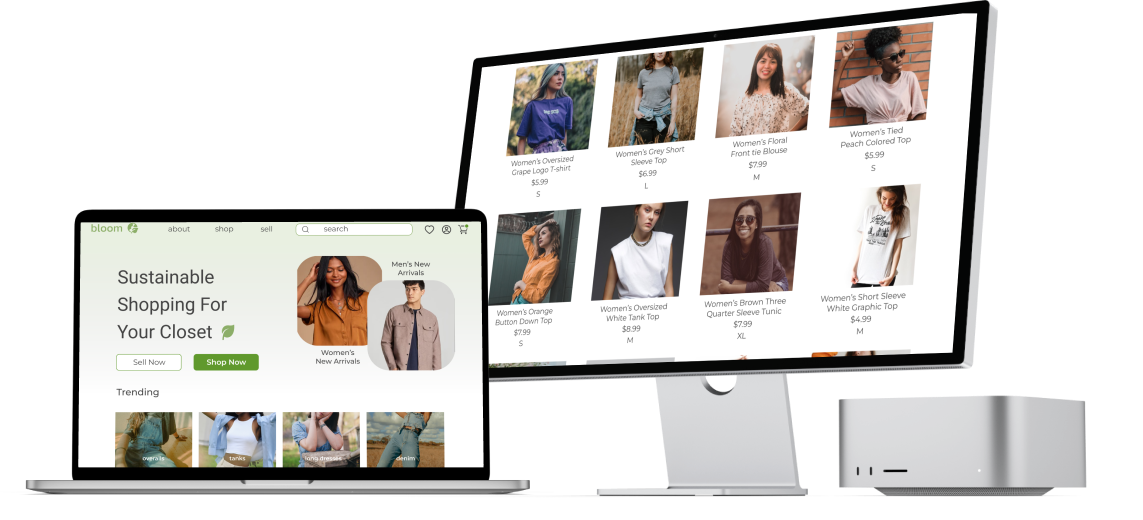 bloom
about
shop
sell
search
Sustainable
Shopping For
Your Closet
Sell Now
Shop Now
Men's New
Arrivals
Women's
New Arrivals
Trending
overalls
tanks
long dresses
denim
Women's Oversized
Grape Logo T-shirt
$5.99
S
Women's Grey Short
Sleeve Top
$6.99
L
Women's Floral
Front tie Blouse
$7.99
M
Women's Tied
Peach Colored Top
$5.99
S
Women's Orange
Button Down Top
$7.99
S
Women's Oversized
White Tank Top
$8.99
M
Women's Brown Three
Quarter Sleeve Tunic
$7.99
XL
Women's Short Sleeve
White Graphic Top
$4.99
M